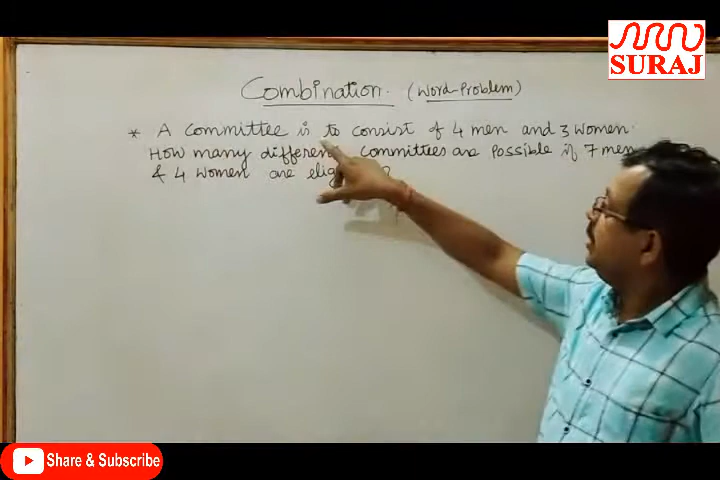 SURAJ
Combination. (Word-Problem)
* A Committee is to consist of 4 men and 3 women.
How many different Committees are possible if 7 men
& 4 women are
Share & Subscribe